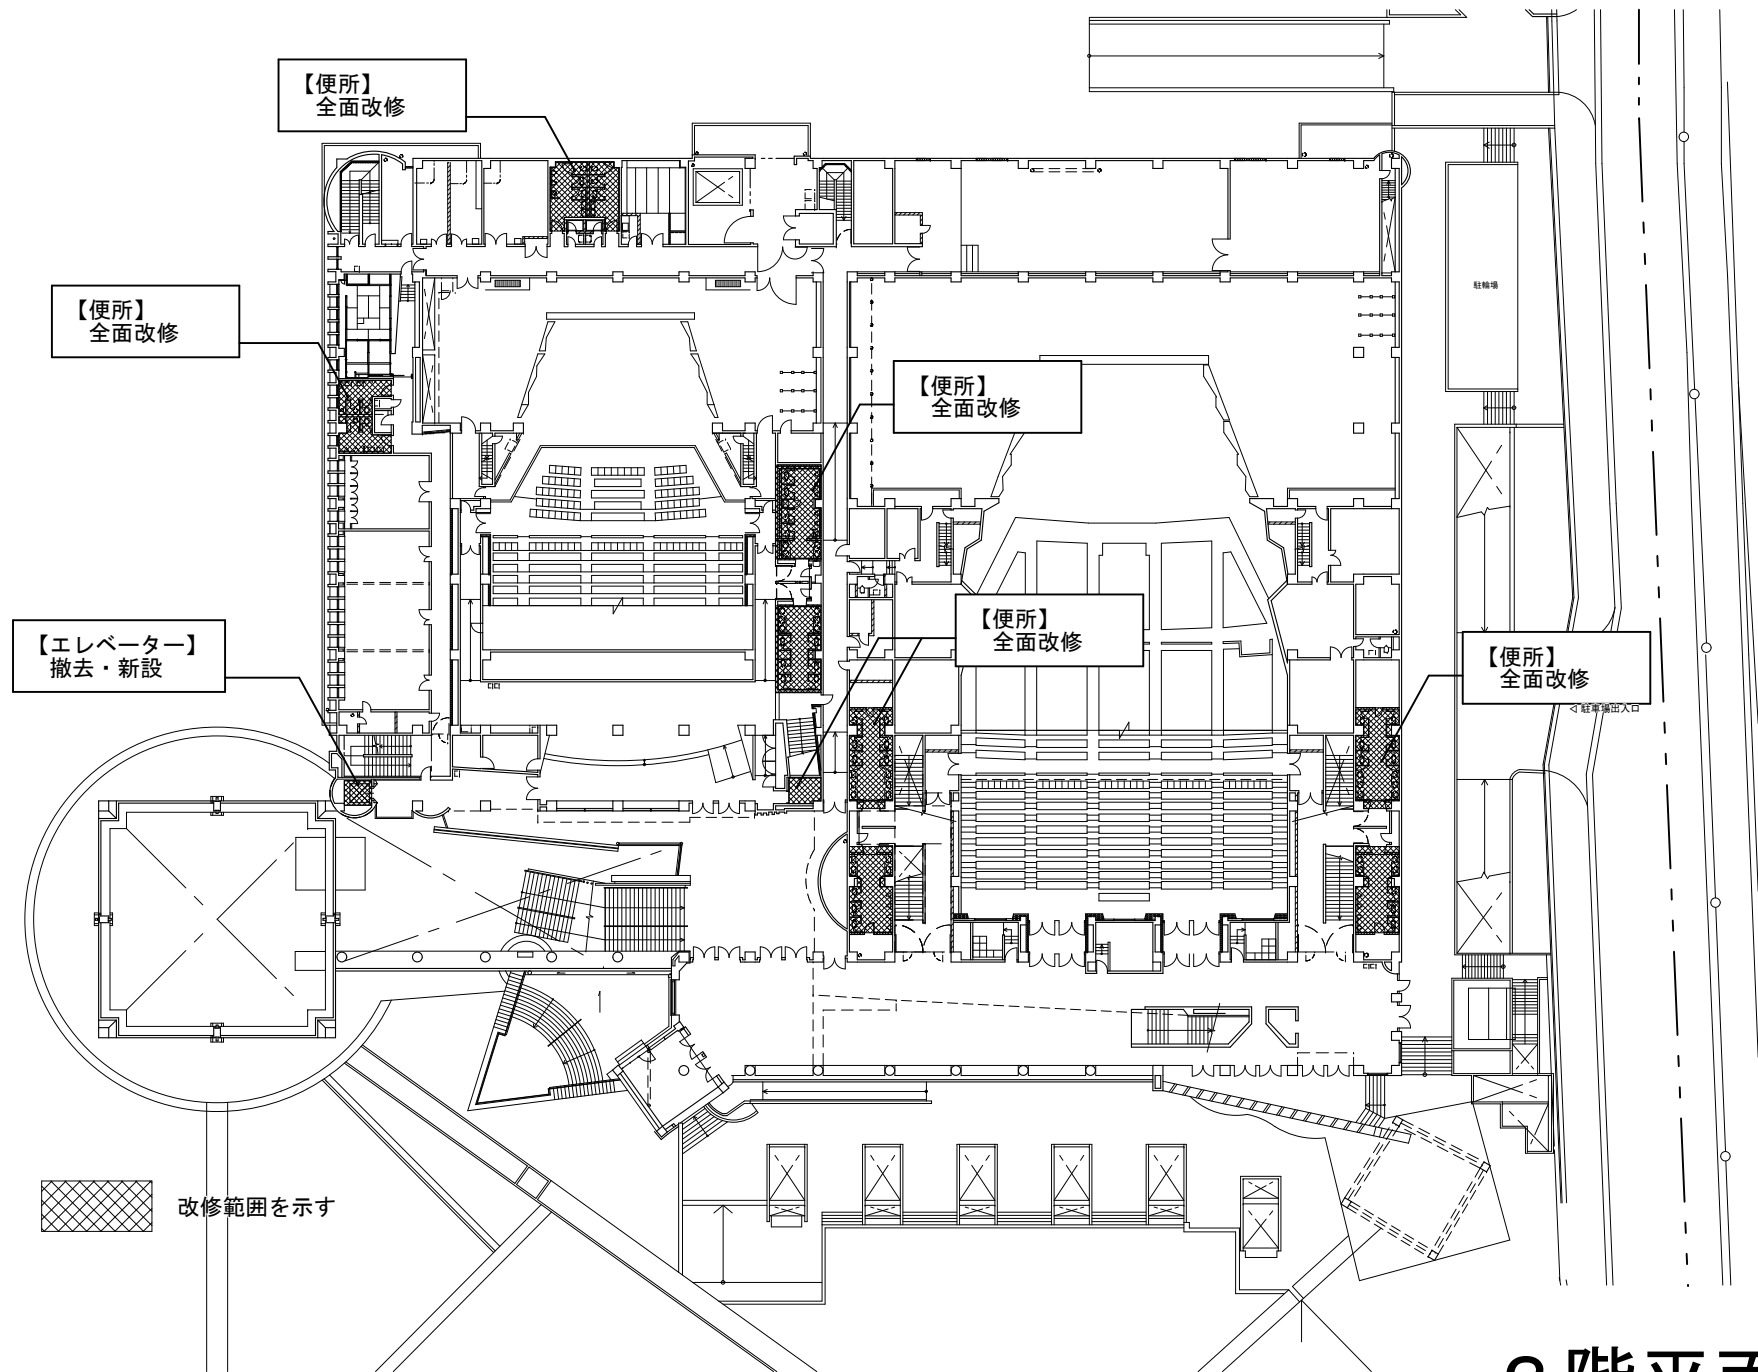 【便所】
全面改修
【便所】
全面改修
駐輪場
【便所】
全面改修
【便所】
全面改修
【エレベーター】
撤去・新設
【便所】
全面改修
◁ 駐車場出入口
改修範囲を示す
階平